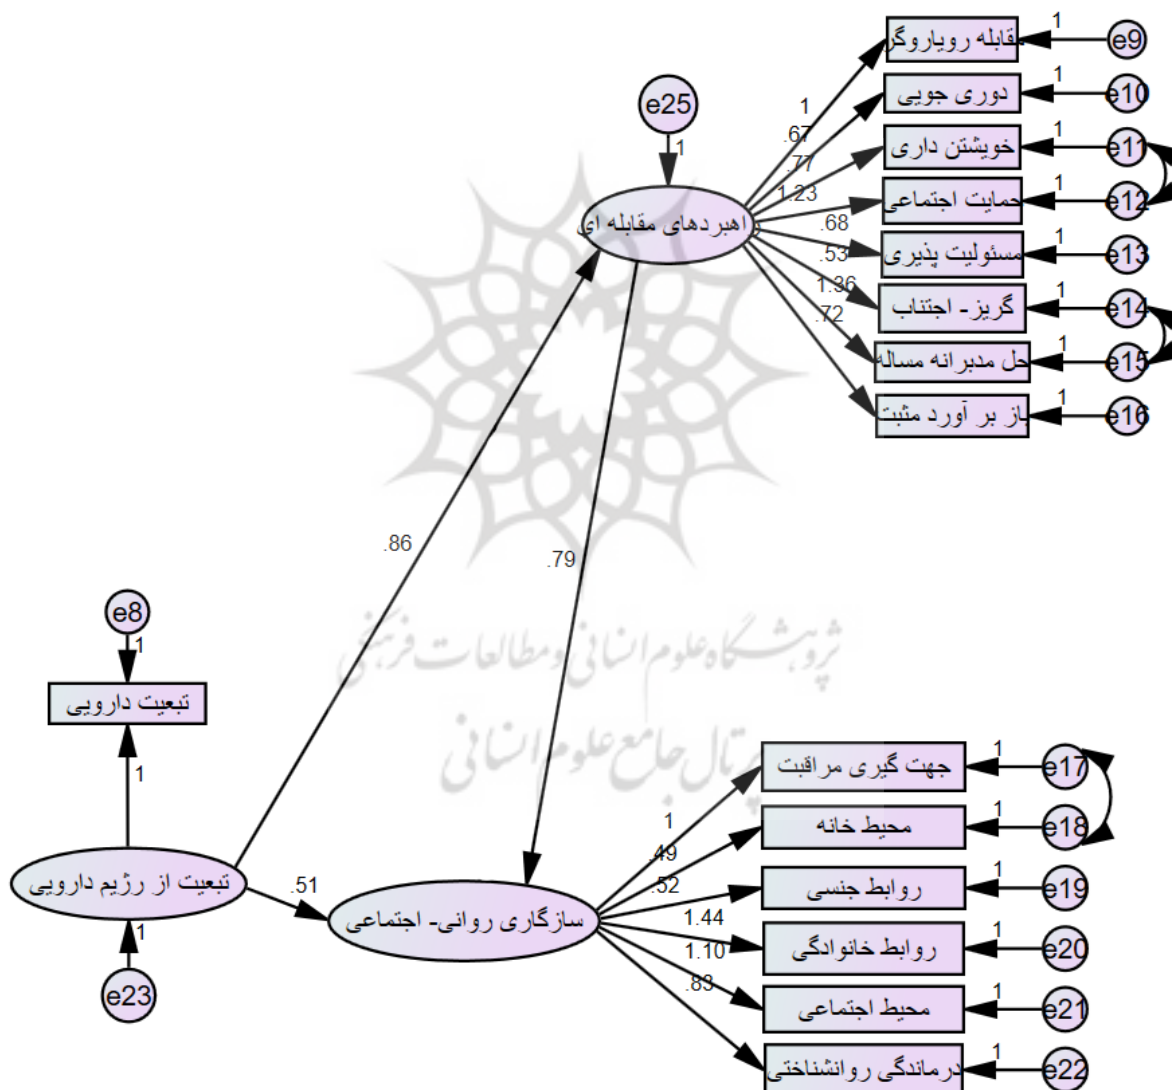 مقابله رویاروگر
1
e9
دوری جویی
1
e10
خویشتن داری
1
e11
حمایت اجتماعی
1
e12
مسئولیت پذیری
1
e13
گریز- اجتناب
1
e14
حل مدبرانه مساله
1
e15
باز بر آورد مثبت
1
e16
e25
1
اهبردهای مقابله ای
1
.67
.77
1.23
.68
.53
1.36
.72
.86
.79
e8
1
تبعیت دارویی
1
تبعیت از رژیم دارویی
1
e23
.51
سازگاری روانی- اجتماعی
پژوهشگاه علوم انسانی و مطالعات فرهنگی
پرتال جامع علوم انسانی
1
.49
.52
1.44
1.10
.83
جهت گیری مراقبت
1
e17
محیط خانه
1
e18
روابط جنسی
1
e19
روابط خانوادگی
1
e20
محیط اجتماعی
1
e21
درماندگی روانشناختی
1
e22